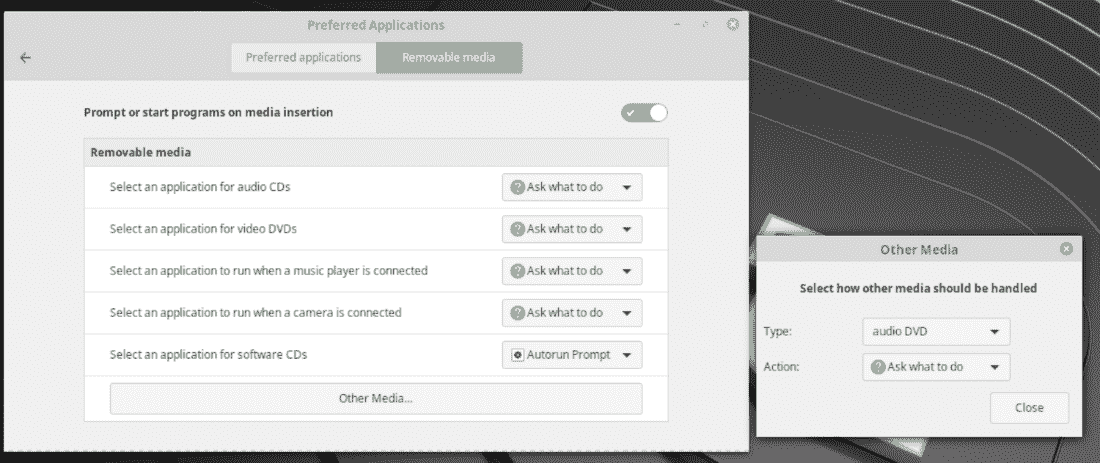 Preferred Applications
Preferred applications
Removable media
Prompt or start programs on media insertion
Removable media
Select an application for audio CDs
Ask what to do
Select an application for video DVDs
Ask what to do
Select an application to run when a music player is connected
Ask what to do
Select an application to run when a camera is connected
Ask what to do
Select an application for software CDs
Autorun Prompt
Other Media...
Other Media
Select how other media should be handled
Type:
audio DVD
Action:
Ask what to do
Close